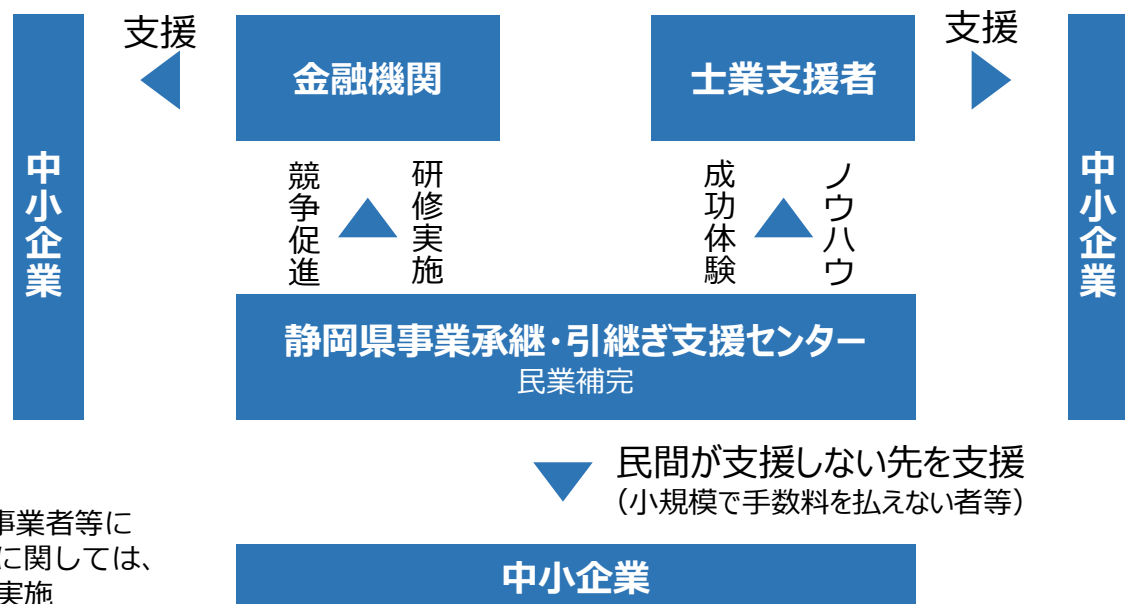 支援
支援
金融機関
士業支援者
中小企業
競争促進
研修実施
成功体験
ノウハウ
中小企業
静岡県事業承継・引継ぎ支援センター
民業補完
民間が支援しない先を支援
（小規模で手数料を払えない者等）
事業者等に
に関しては、
実施
中小企業